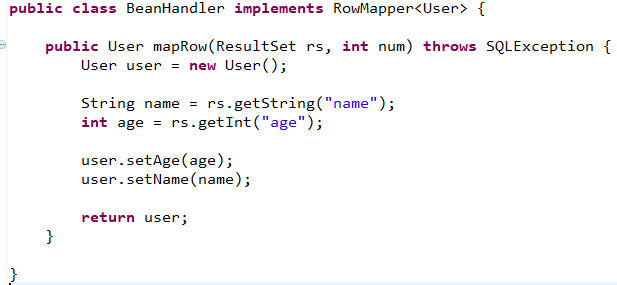 public class BeanHandler implements RowMapper<User> {
public User mapRow(ResultSet rs, int num) throws SQLException {
User user = new User();
String name = rs.getString("name");
int age = rs.getInt("age");
user.setAge(age);
user.setName(name);
return user;
}
}